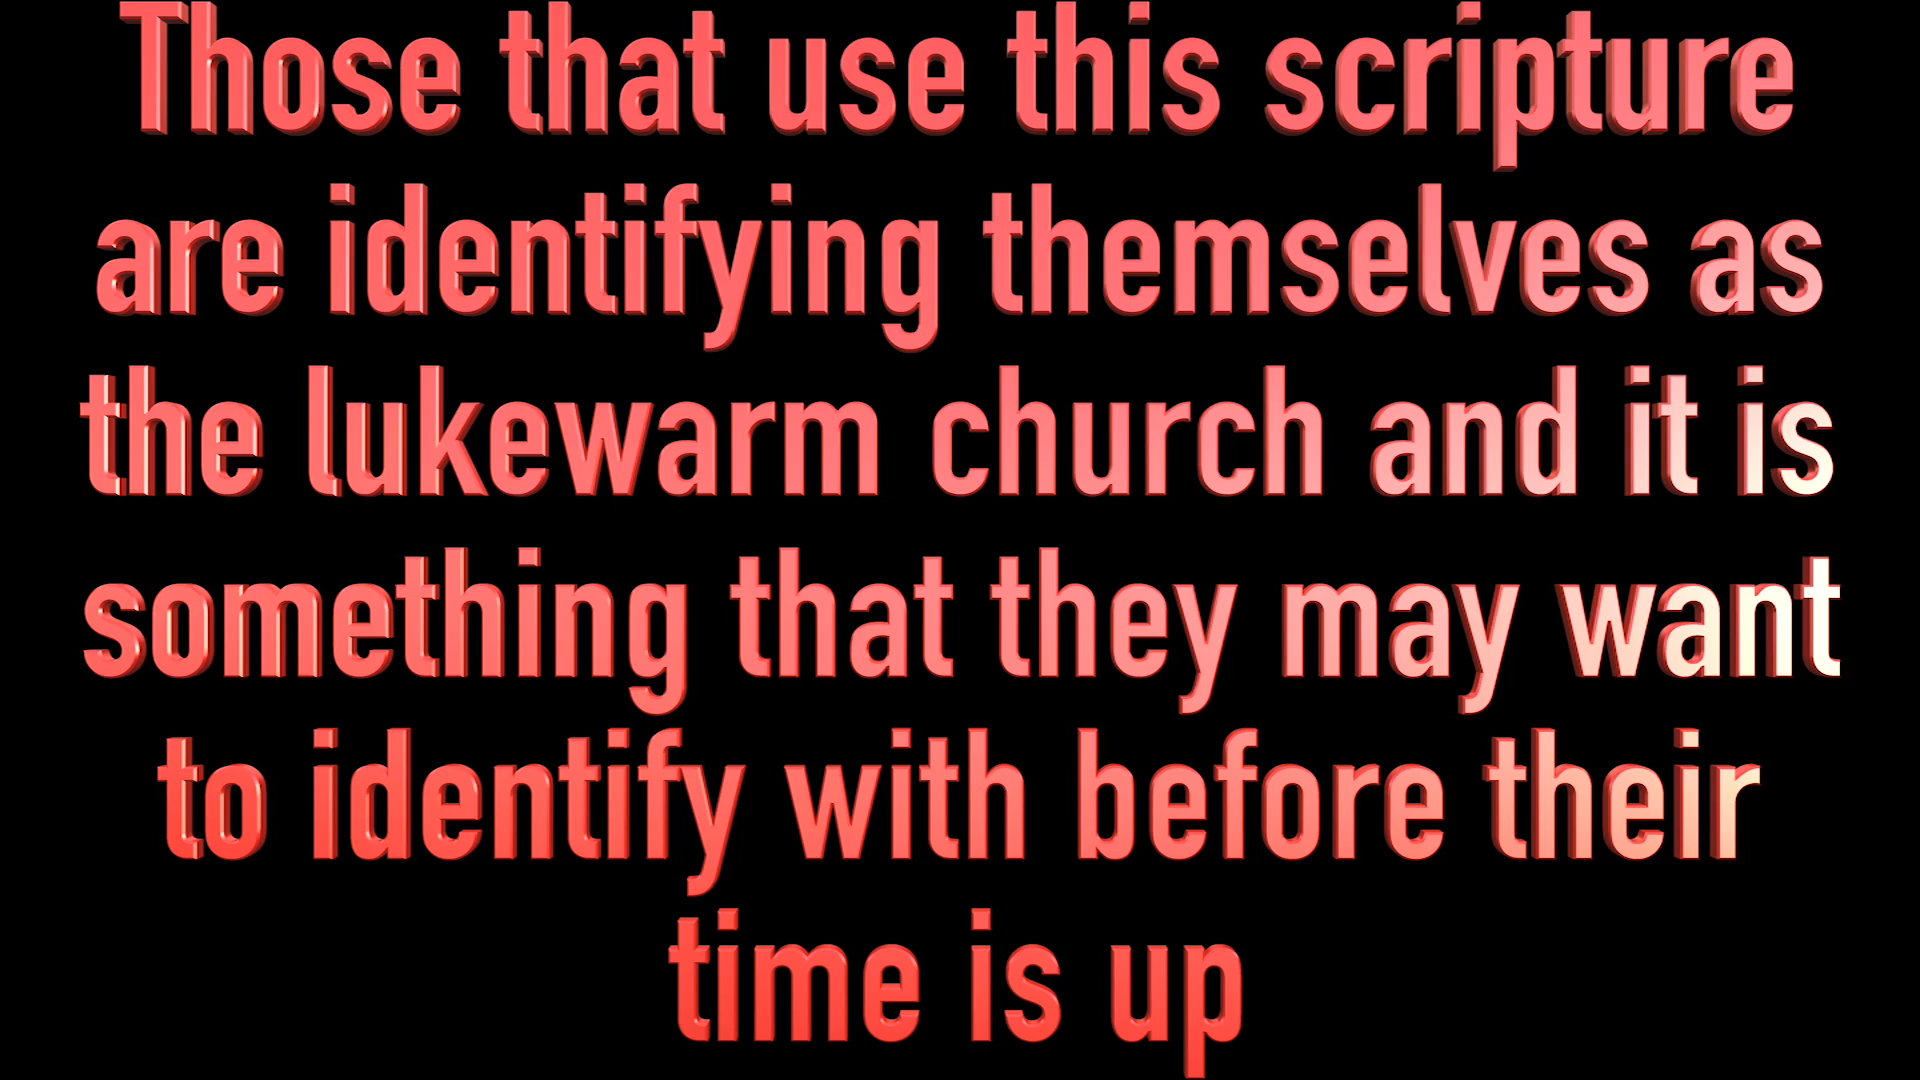 Those that use this scripture
are identifying themselves as
the lukewarm church and it is
something that they may want
to identify with before their
time is up